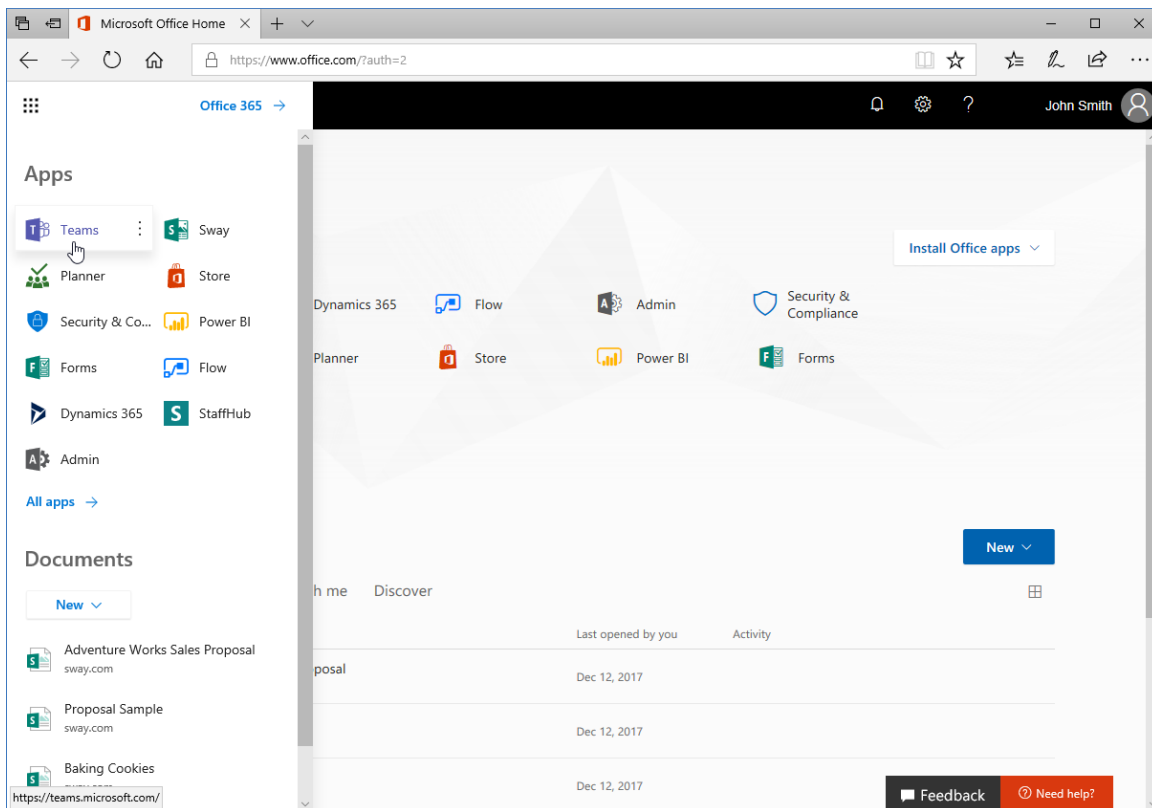 Microsoft Office Home
https://www.office.com/?auth=2
Office 365 →
?
John Smith
Apps
Teams
Sway
Planner
Store
Security & Co...
Power BI
Forms
Flow
Dynamics 365
StaffHub
Admin
All apps →
Documents
New
Adventure Works Sales Proposal
sway.com
Proposal Sample
sway.com
Baking Cookies
https://teams.microsoft.com/
Install Office apps
Dynamics 365
Flow
Admin
Security &
Compliance
Planner
Store
Power BI
Forms
New
h me
Discover
Last opened by you
Activity
posal
Dec 12, 2017
Dec 12, 2017
Dec 12, 2017
Feedback
Need help?